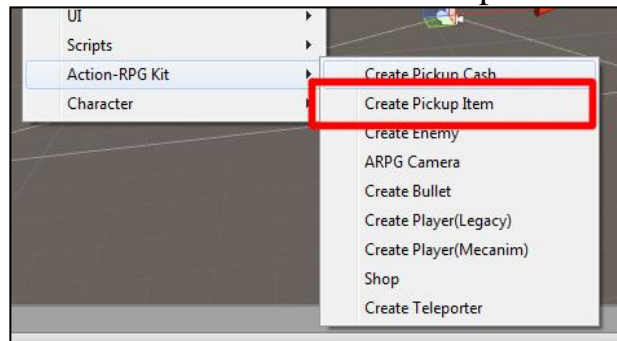 UI
Scripts
Action-RPG Kit
Character
Create Pickup Cash
Create Pickup Item
Create Enemy
ARPG Camera
Create Bullet
Create Player(Legacy)
Create Player(Mecanim)
Shop
Create Teleporter